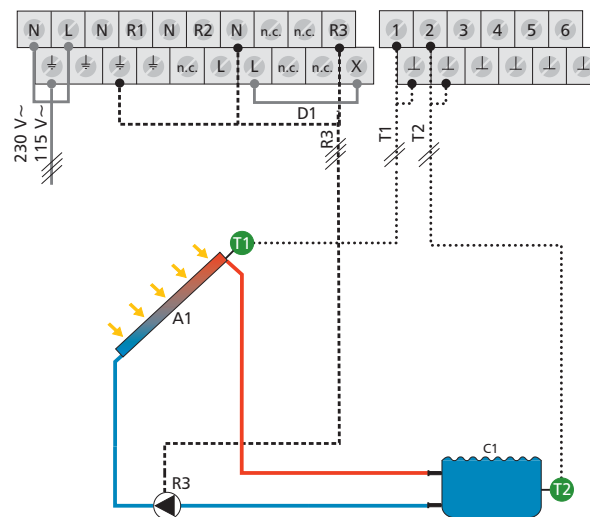 N L N R1 N R2 N n.c. n.c. R3
n.c. L L n.c. n.c. X
1 2 3 4 5 6
D1
230 V~
115 V~
R3
T1
T2
T1
A1
R3
C1
T2